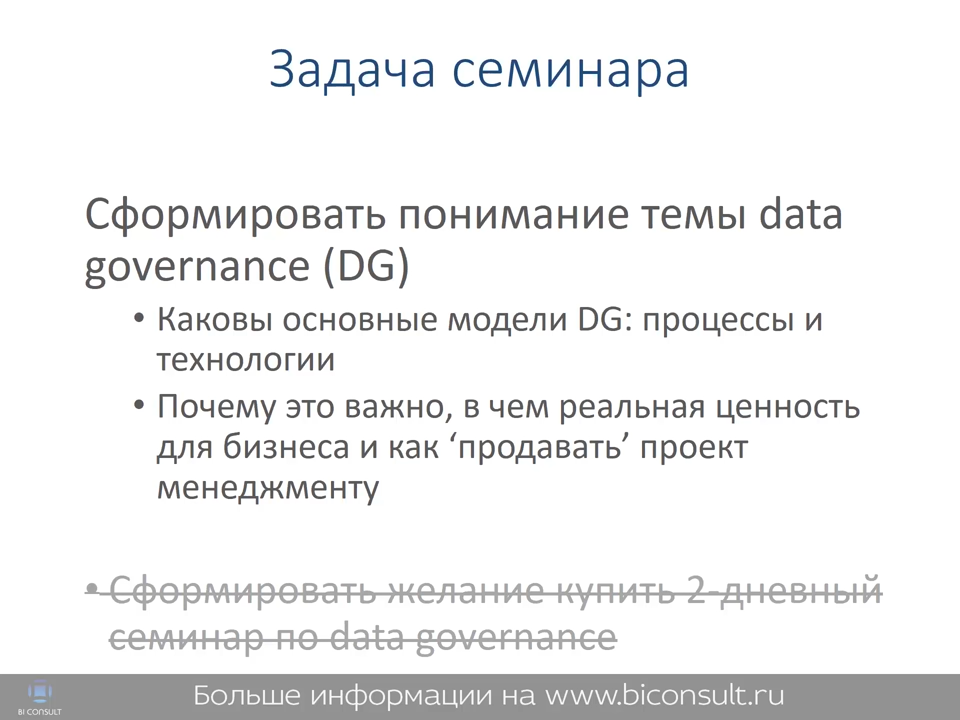 Задача семинара
Сформировать понимание темы data
governance (DG)
• Каковы основные модели DG: процессы и
технологии
• Почему это важно, в чем реальная ценность
для бизнеса и как ‘продавать’ проект
менеджменту
• Сформировать желание купить 2-дневный
семинар по data governance
BI CONSULT
Больше информации на www.biconsult.ru